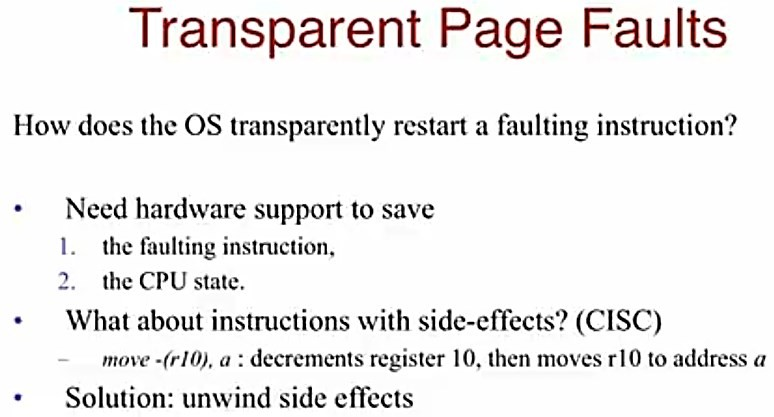 Transparent Page Faults
How does the OS transparently restart a faulting instruction?
• Need hardware support to save
1. the faulting instruction,
2. the CPU state.
• What about instructions with side-effects? (CISC)
– move -(r10), a : decrements register 10, then moves r10 to address a
• Solution: unwind side effects